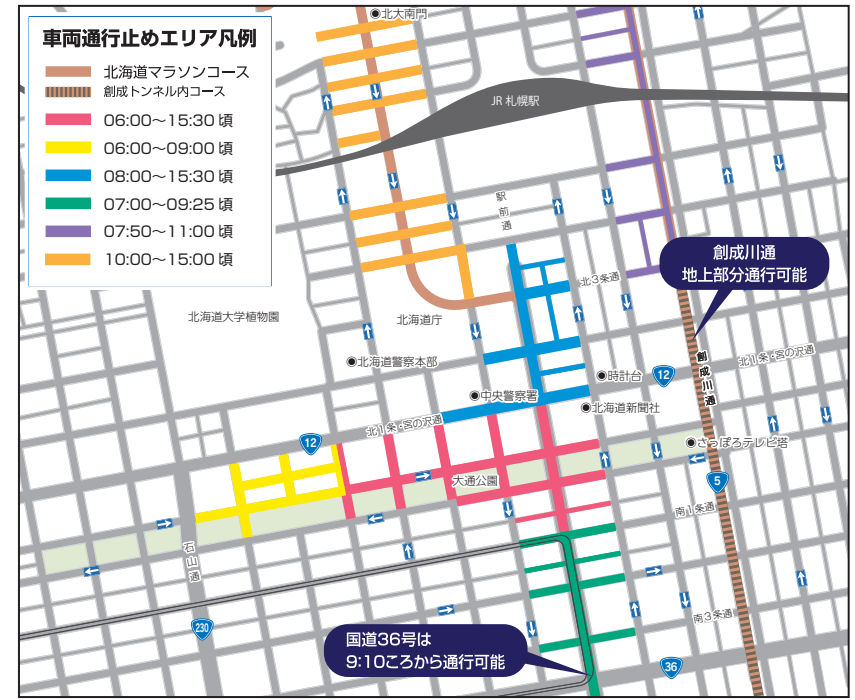 車両通行止めエリア凡例
北海道マラソンコース
創成トンネル内コース
06:00〜15:30 頃
06:00〜09:00 頃
08:00〜15:30 頃
07:00〜09:25 頃
07:50〜11:00 頃
10:00〜15:00 頃
◉北大南門
JR 札幌駅
駅前通
創成川通
地上部分通行可能
北3条通
北海道大学植物園
北海道庁
◉北海道警察本部
◉時計台
12
北1条・宮の沢通
創成川通
◉中央警察署
◉北海道新聞社
北1条・宮の沢通
12
◉さっぽろテレビ塔
大通公園
5
南1条通
石山通
230
南3条通
国道36号は
9:10ころから通行可能
36